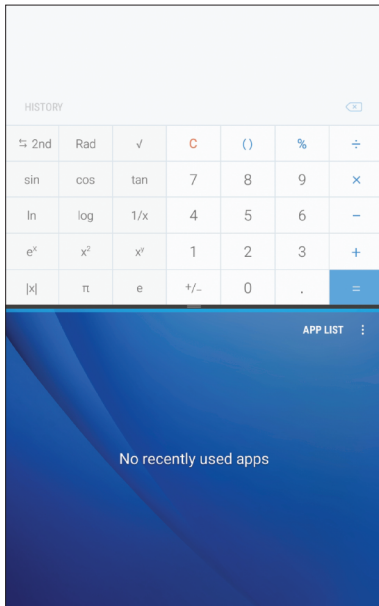 HISTORY
⇆ 2nd Rad √ C ( ) % ÷
sin cos tan 7 8 9 ×
ln log 1/x 4 5 6 −
eˣ x² xʸ 1 2 3 +
|x| π e +/− 0 . =
APP LIST
No recently used apps